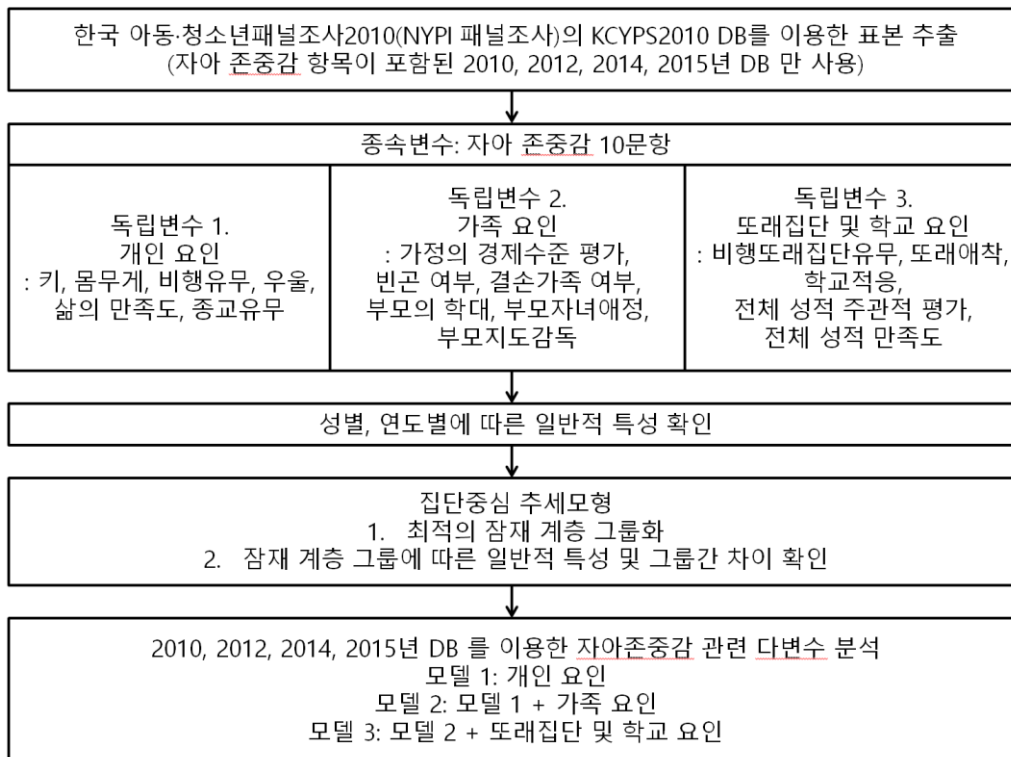 한국 아동·청소년패널조사2010(NYPI 패널조사)의 KCYPS2010 DB를 이용한 표본 추출
(자아 존중감 항목이 포함된 2010, 2012, 2014, 2015년 DB 만 사용)
종속변수: 자아 존중감 10문항
독립변수 1.
개인 요인
: 키, 몸무게, 비행유무, 우울,
삶의 만족도, 종교유무
독립변수 2.
가족 요인
: 가정의 경제수준 평가,
빈곤 여부, 결손가족 여부,
부모의 학대, 부모자녀애정,
부모지도감독
독립변수 3.
또래집단 및 학교 요인
: 비행또래집단유무, 또래애착,
학교적응,
전체 성적 주관적 평가,
전체 성적 만족도
성별, 연도별에 따른 일반적 특성 확인
집단중심 추세모형
1. 최적의 잠재 계층 그룹화
2. 잠재 계층 그룹에 따른 일반적 특성 및 그룹간 차이 확인
2010, 2012, 2014, 2015년 DB 를 이용한 자아존중감 관련 다변수 분석
모델 1: 개인 요인
모델 2: 모델 1 + 가족 요인
모델 3: 모델 2 + 또래집단 및 학교 요인